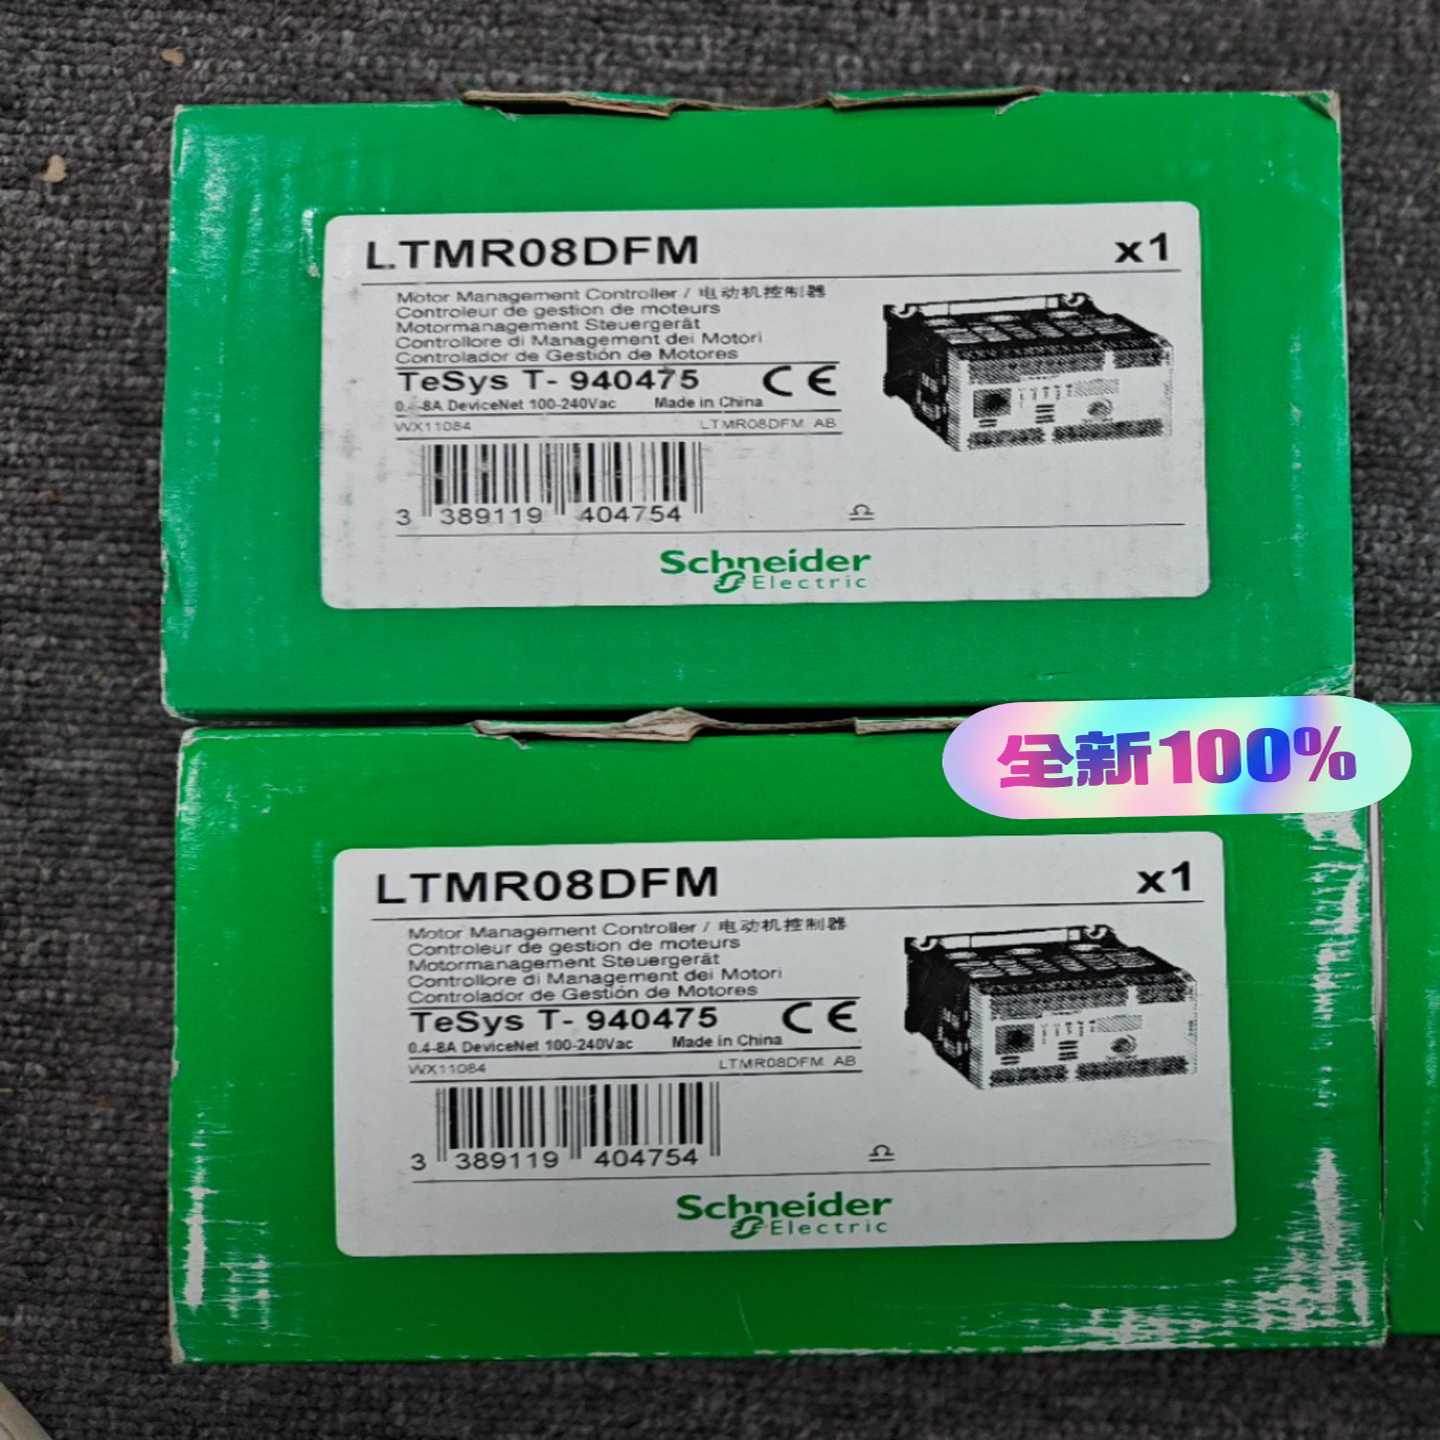 LTMR08DFM x1
Motor Management Controller / 电动机控制器
Controleur de gestion de moteurs
Motormanagement Steuergerät
Controllore di Management dei Motori
Controlador de Gestión de Motores
TeSys T- 940475 CE
0.4-8A DeviceNet 100-240Vac Made in China
WX11084 LTMR08DFM AB
3 389119 404754
Schneider
Electric
全新100%
LTMR08DFM x1
Motor Management Controller / 电动机控制器
Controleur de gestion de moteurs
Motormanagement Steuergerät
Controllore di Management dei Motori
Controlador de Gestión de Motores
TeSys T- 940475 CE
0.4-8A DeviceNet 100-240Vac Made in China
WX11084 LTMR08DFM AB
3 389119 404754
Schneider
Electric